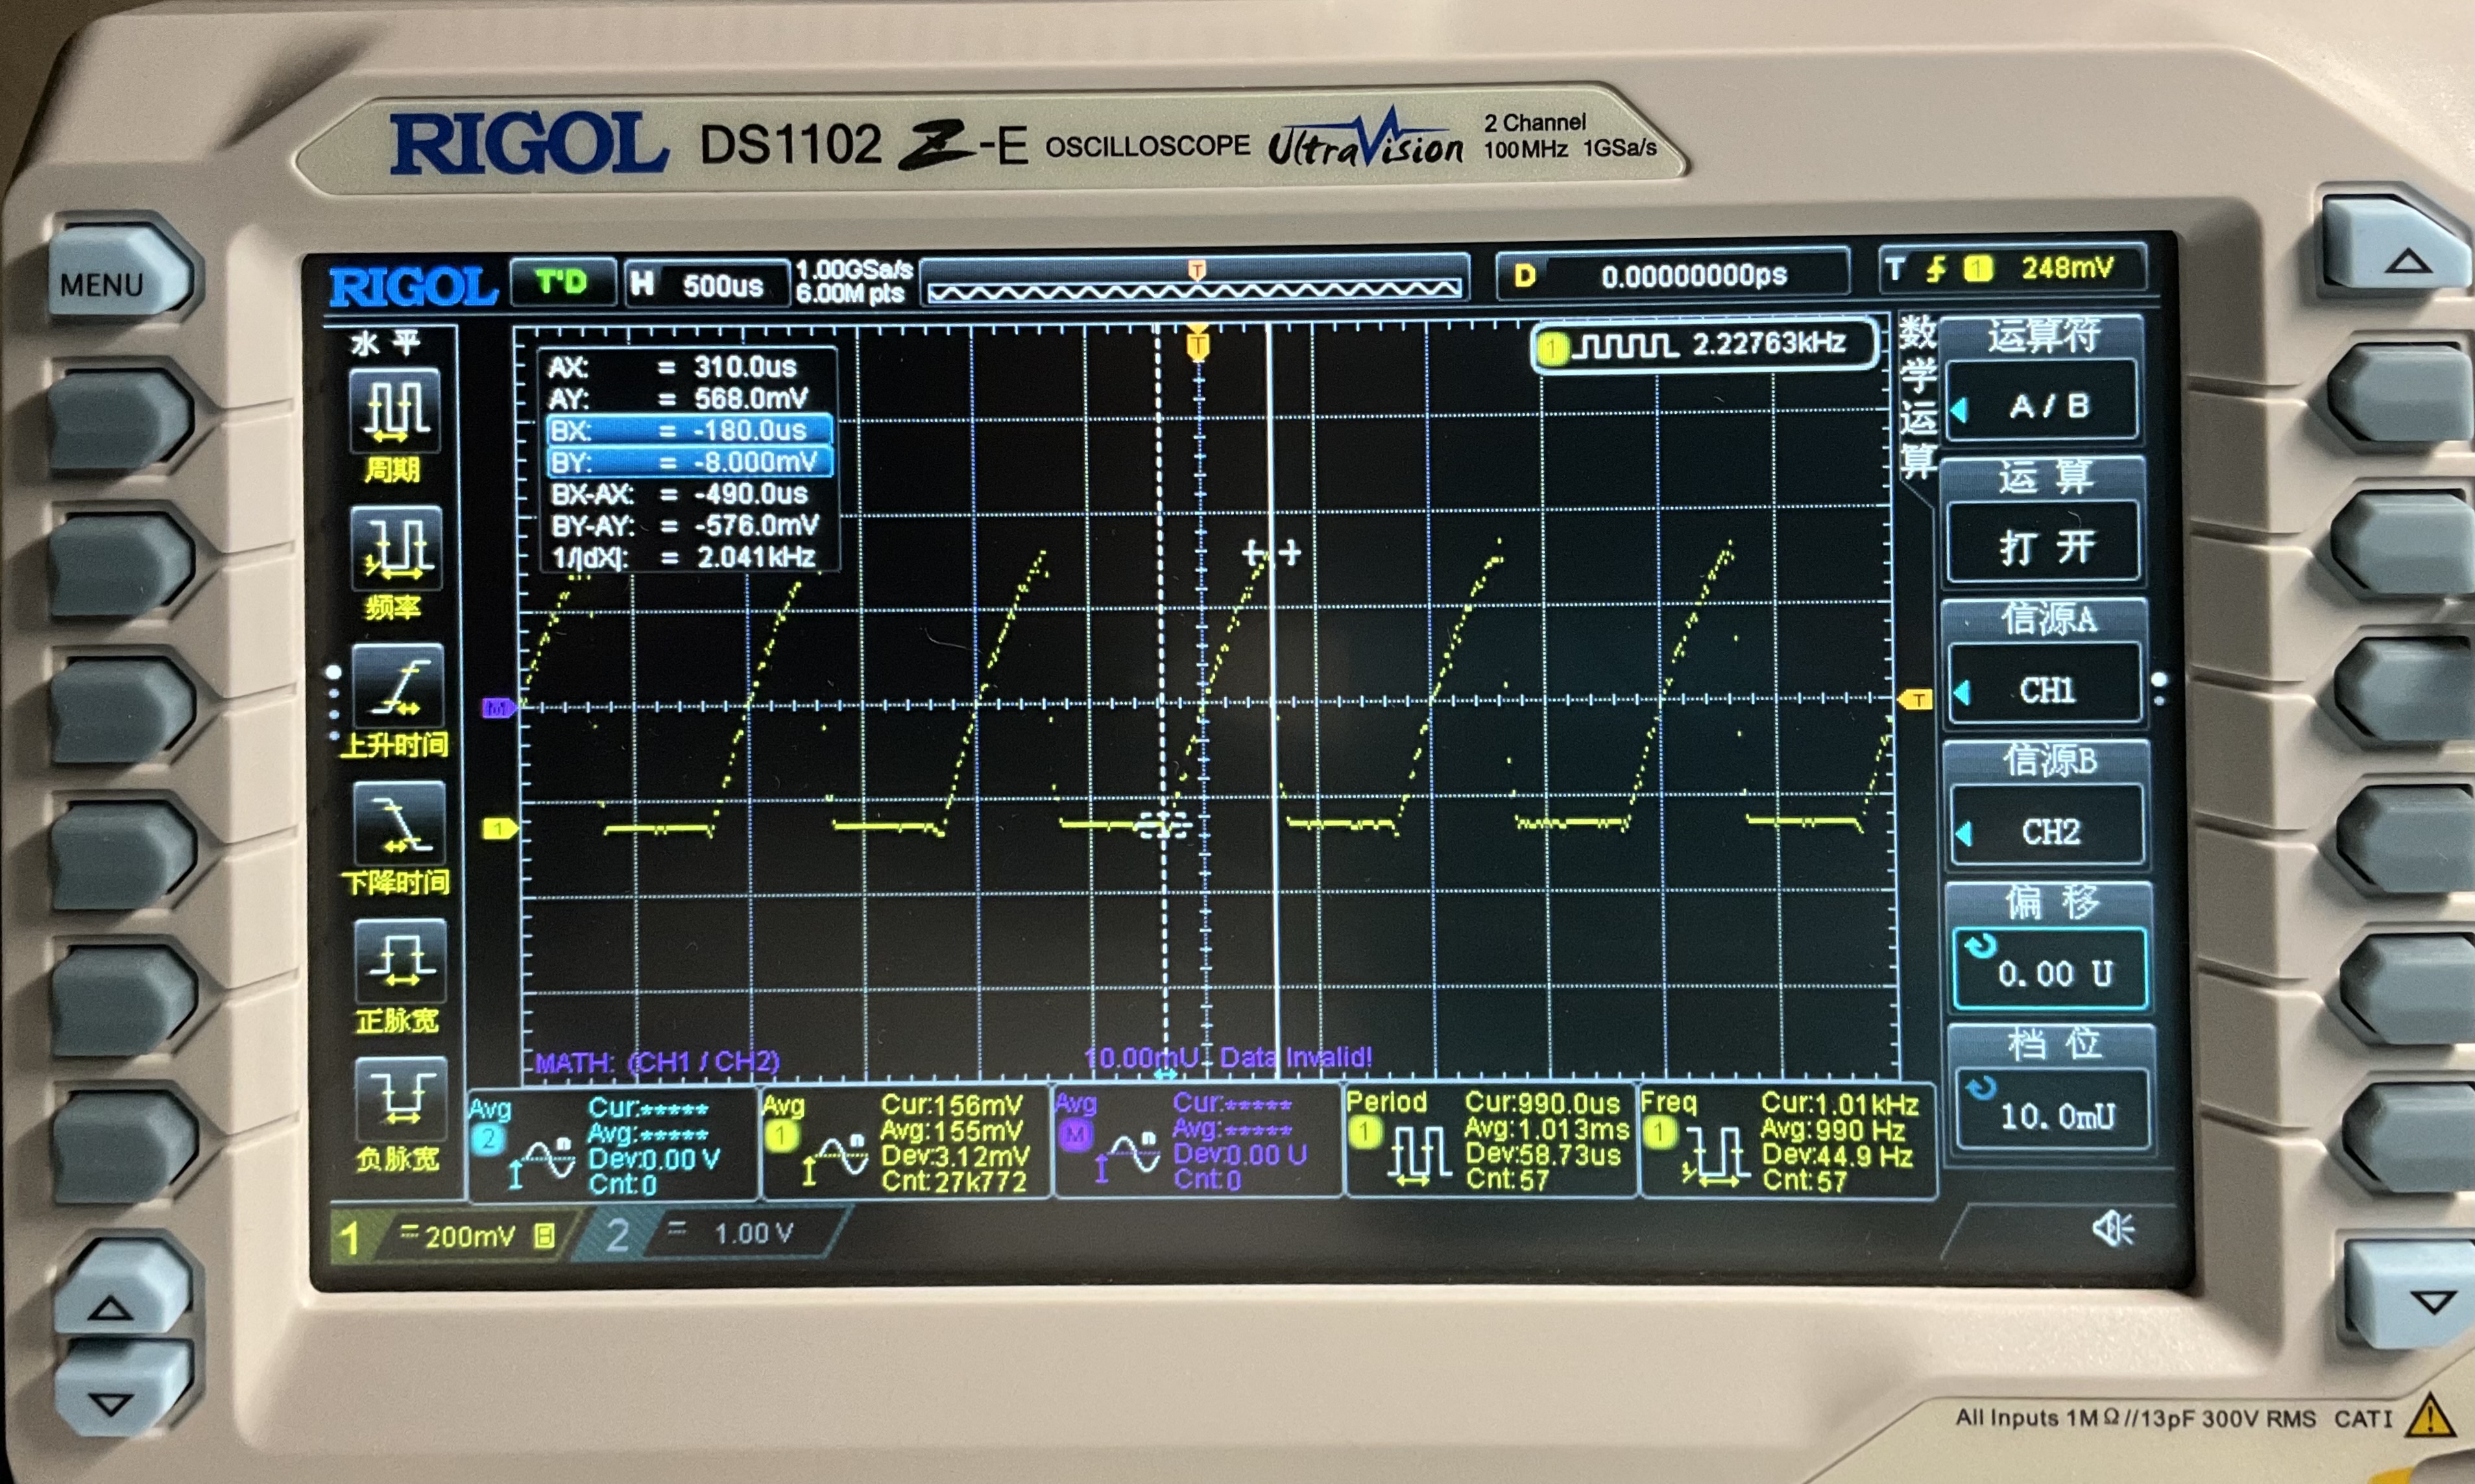 RIGOL DS1102 Z-E OSCILLOSCOPE UltraVision 2 Channel
100MHz 1GSa/s
MENU
RIGOL T'D H 500us 1.00GSa/s
6.00M pts
T
D 0.00000000ps T 1 248mV
水平
周期
频率
上升时间
下降时间
正脉宽
负脉宽
AX: = 310.0us
AY: = 568.0mV
BX: = -180.0us
BY: = -8.000mV
BX-AX: = -490.0us
BY-AY: = -576.0mV
1/|dX|: = 2.041kHz
T
1 2.22763kHz
M
T
1
MATH: (CH1 / CH2) 10.00mU Data Invalid!
数学运算
运算符
A / B
运算
打开
信源A
CH1
信源B
CH2
偏移
0.00 U
档位
10.0mU
Avg
2
Cur:*****
Avg:*****
Dev:0.00 V
Cnt:0
Avg
1
Cur:156mV
Avg:155mV
Dev:3.12mV
Cnt:27k772
Avg
M
Cur:*****
Avg:*****
Dev:0.00 U
Cnt:0
Period
1
Cur:990.0us
Avg:1.013ms
Dev:58.73us
Cnt:57
Freq
1
Cur:1.01kHz
Avg:990 Hz
Dev:44.9 Hz
Cnt:57
1 200mV B 2 1.00 V
All Inputs 1MΩ//13pF 300V RMS CAT I